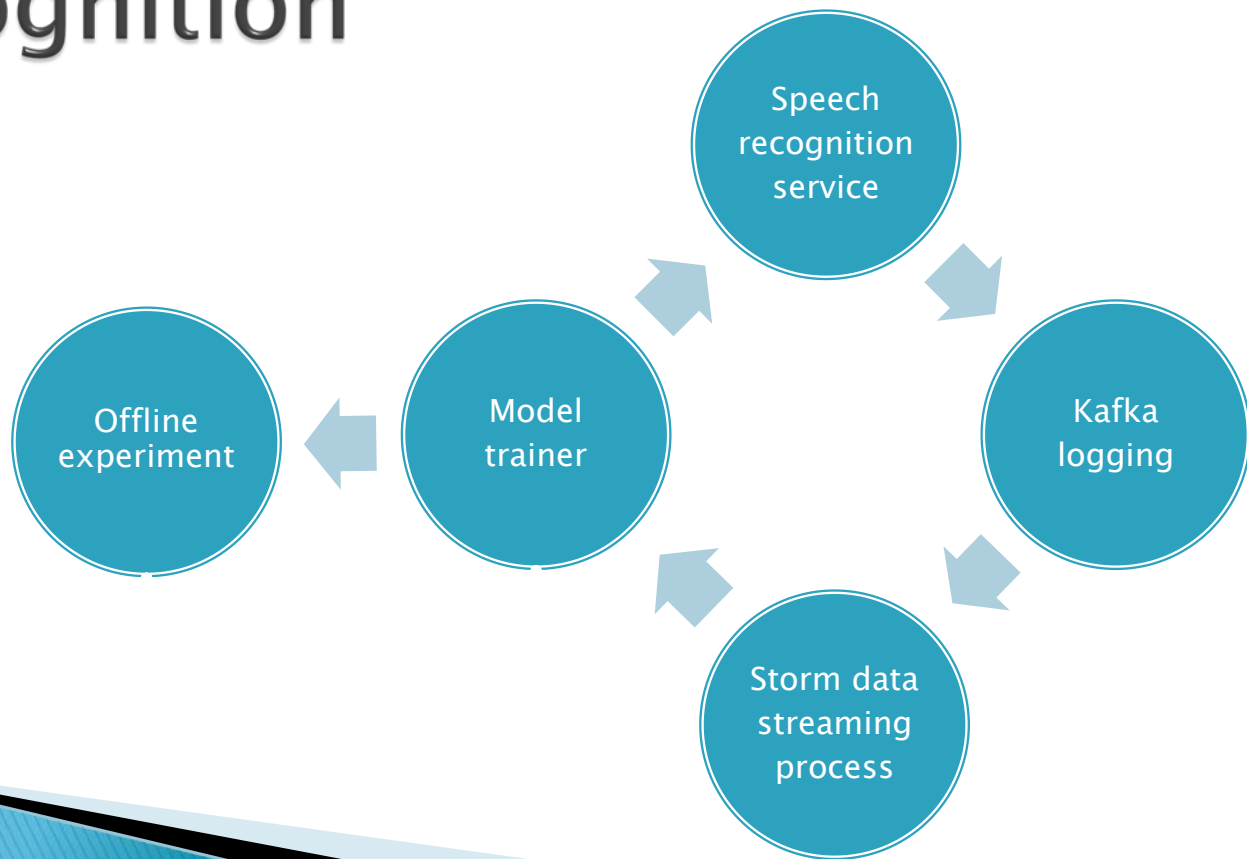 ognition
Speech
recognition
service
Offline
experiment
Model
trainer
Kafka
logging
Storm data
streaming
process